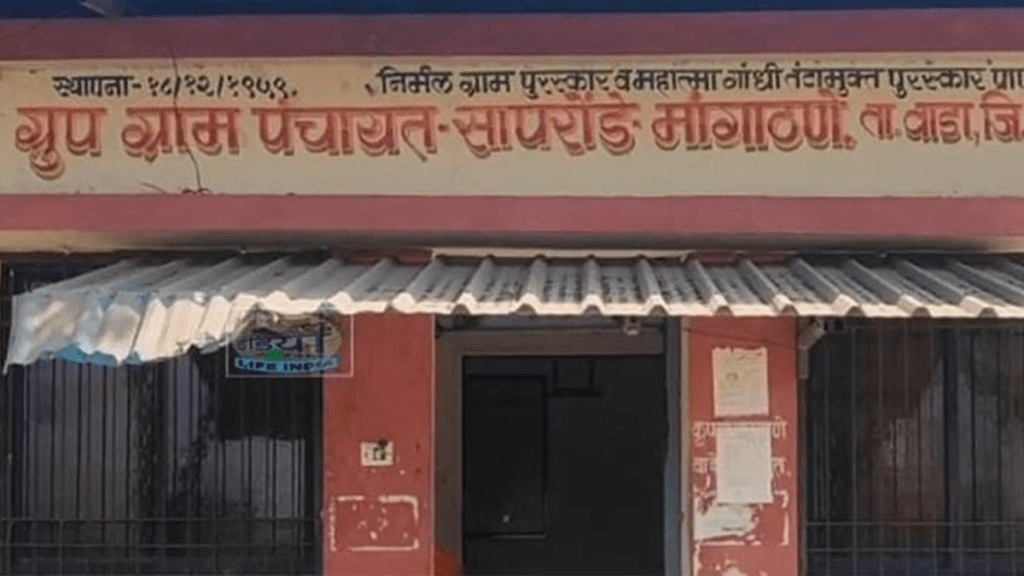 स्थापना-१८/१२/१९५९. निर्मल ग्राम पुरस्कार व महात्मा गांधी तंटामुक्त पुरस्कार प्रा
ग्रुप ग्राम पंचायत-सापरोंडे-मांगाठणे. ता.वाडा, जि.
इंडिया
LIFE INDIA